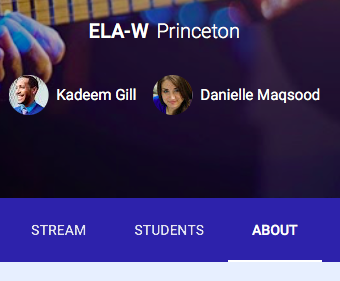 ELA-W Princeton
Kadeem Gill Danielle Maqsood
STREAM STUDENTS ABOUT